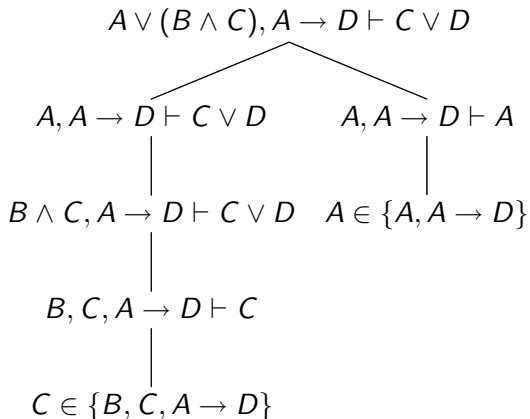 A ∨ (B ∧ C), A → D ⊢ C ∨ D
A, A → D ⊢ C ∨ D
A, A → D ⊢ A
B ∧ C, A → D ⊢ C ∨ D
A ∈ {A, A → D}
B, C, A → D ⊢ C
C ∈ {B, C, A → D}